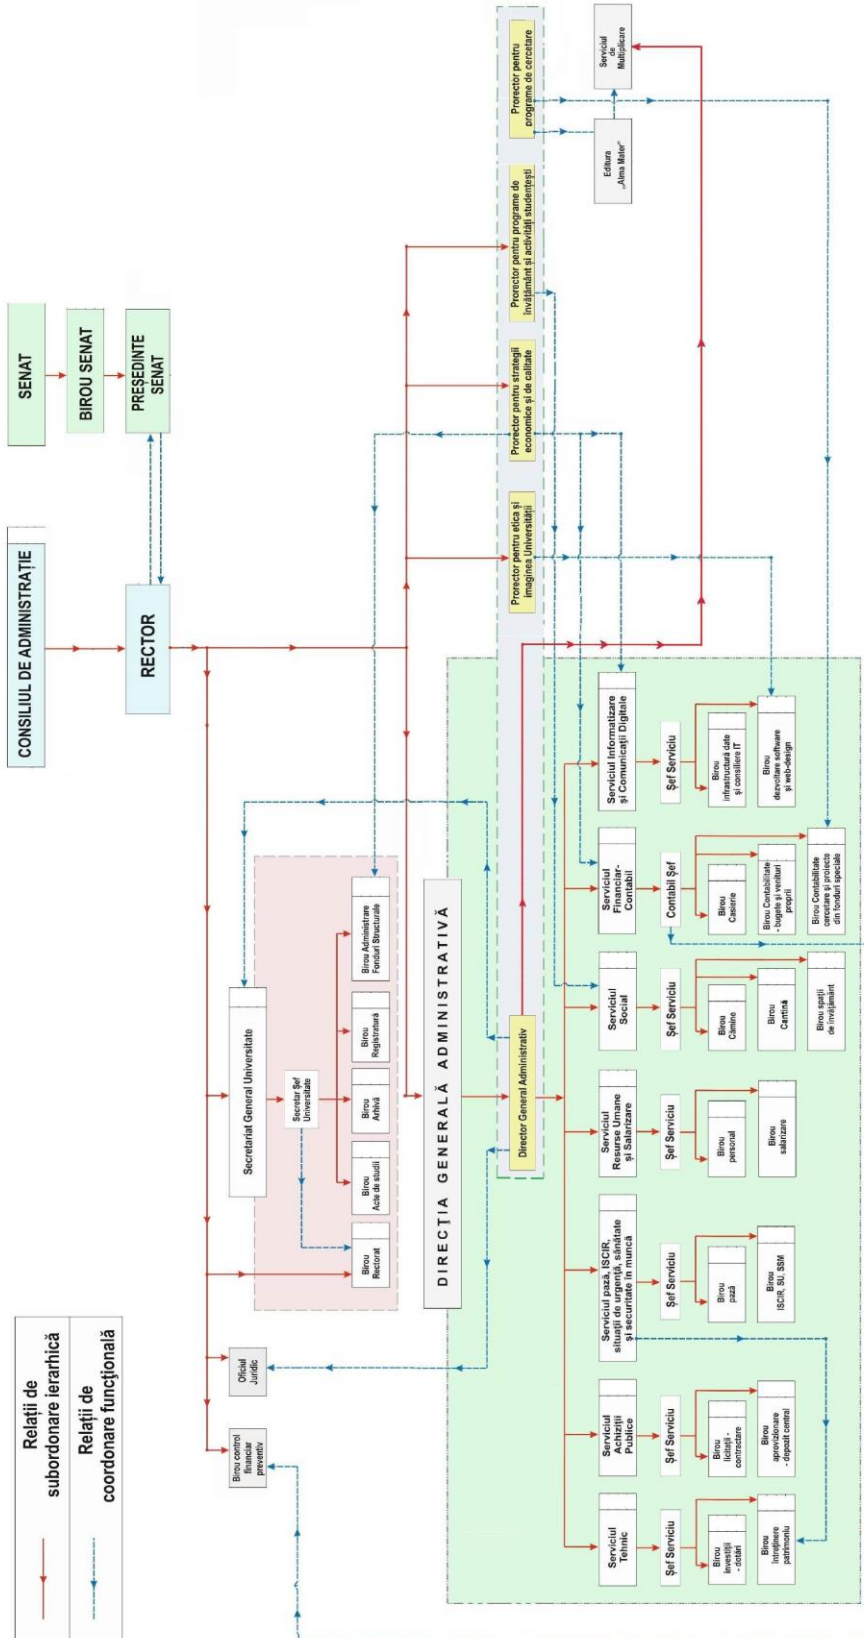 Relații de
subordonare ierarhică
Relații de
coordonare funcțională
CONSILIUL DE ADMINISTRAȚIE
RECTOR
SENAT
BIROU SENAT
PREȘEDINTE
SENAT
Birou control
financiar
preventiv
Oficiul
Juridic
Secretariat General Universitate
Secretar Șef
Universitate
Birou
Rectorat
Birou
Acte de studii
Birou
Arhivă
Birou
Registratură
Birou Administrare
Fonduri Structurale
DIRECȚIA GENERALĂ ADMINISTRATIVĂ
Director General Administrativ
Prorector pentru etica și
imaginea Universității
Prorector pentru strategii
economice și de calitate
Prorector pentru programe de
învățământ și activități studențești
Prorector pentru
programe de cercetare
Editura
„Alma Mater”
Serviciul
de
Multiplicare
Serviciul
Tehnic
Șef Serviciu
Birou
investiții
- dotări
Birou
întreținere
patrimoniu
Serviciul
Achiziții
Publice
Șef Serviciu
Birou
licitații -
contractare
Birou
aprovizionare
- depozit central
Serviciul pază, ISCIR,
situații de urgență, sănătate
și securitate în muncă
Șef Serviciu
Birou
pază
Birou
ISCIR, SU, SSM
Serviciul
Resurse Umane
și Salarizare
Șef Serviciu
Birou
personal
Birou
salarizare
Serviciul
Social
Șef Serviciu
Birou
Cămine
Birou
Cantină
Birou spații
de învățământ
Serviciul
Financiar-
Contabil
Contabil Șef
Birou
Casierie
Birou Contabilitate
- bugete și venituri
proprii
Birou Contabilitate
cercetare și proiecte
din fonduri speciale
Serviciul Informatizare
și Comunicații Digitale
Șef Serviciu
Birou
infrastructură date
și consiliere IT
Birou
dezvoltare software
și web-design